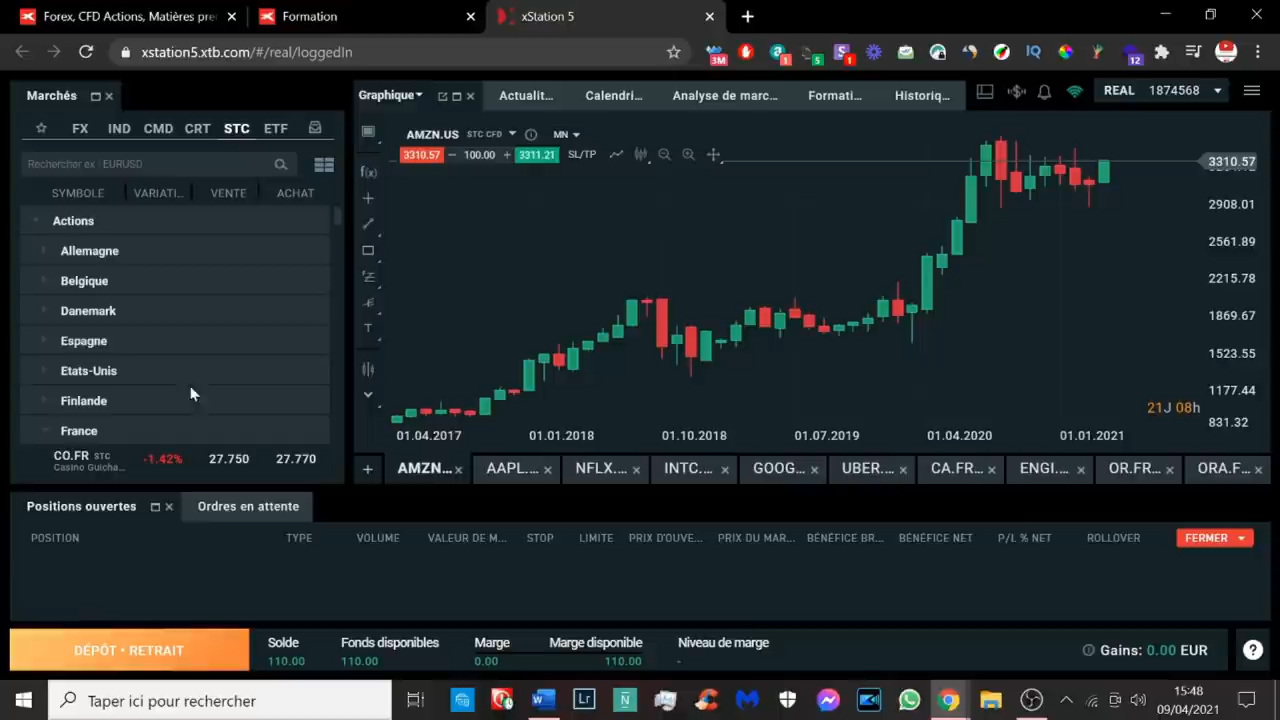 Forex, CFD Actions, Matières pre
Formation
xStation 5
xstation5.xtb.com/#/real/loggedIn
3M
1
5
1
IQ
12
Marchés
Graphique
Actualit...
Calendri...
Analyse de marc...
Formati...
Historiq...
REAL 1874568
FX IND CMD CRT STC ETF
Rechercher ex : EURUSD
SYMBOLE VARIATI... VENTE ACHAT
Actions
Allemagne
Belgique
Danemark
Espagne
Etats-Unis
Finlande
France
CO.FR STC -1.42% 27.750 27.770
Casino Guicha...
AMZN.US STC CFD MN
3310.57 − 100.00 + 3311.21 SL/TP
f(x)
T
3310.57
2908.01
2561.89
2215.78
1869.67
1523.55
1177.44
831.32
21J 08h
01.04.2017 01.01.2018 01.10.2018 01.07.2019 01.04.2020 01.01.2021
AMZN... AAPL.... NFLX.... INTC.... GOOG... UBER.... CA.FR... ENGI.... OR.FR... ORA.F...
Positions ouvertes
Ordres en attente
POSITION TYPE VOLUME VALEUR DE M... STOP LIMITE PRIX D'OUVE... PRIX DU MAR... BÉNÉFICE BR... BÉNÉFICE NET P/L % NET ROLLOVER FERMER
DÉPÔT • RETRAIT
Solde Fonds disponibles Marge Marge disponible Niveau de marge
110.00 110.00 0.00 110.00 -
Gains: 0.00 EUR
?
Taper ici pour rechercher
Lr
15:48
09/04/2021